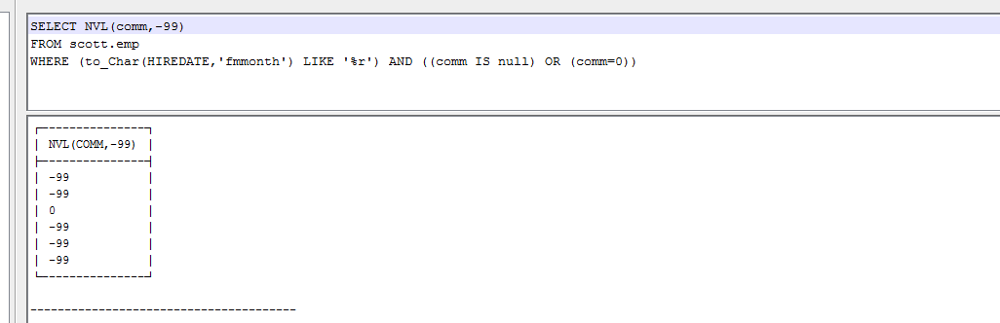 SELECT NVL(comm,-99)
FROM scott.emp
WHERE (to_Char(HIREDATE,'fmmonth') LIKE '%r') AND ((comm IS null) OR (comm=0))
NVL(COMM,-99)
-99
-99
0
-99
-99
-99